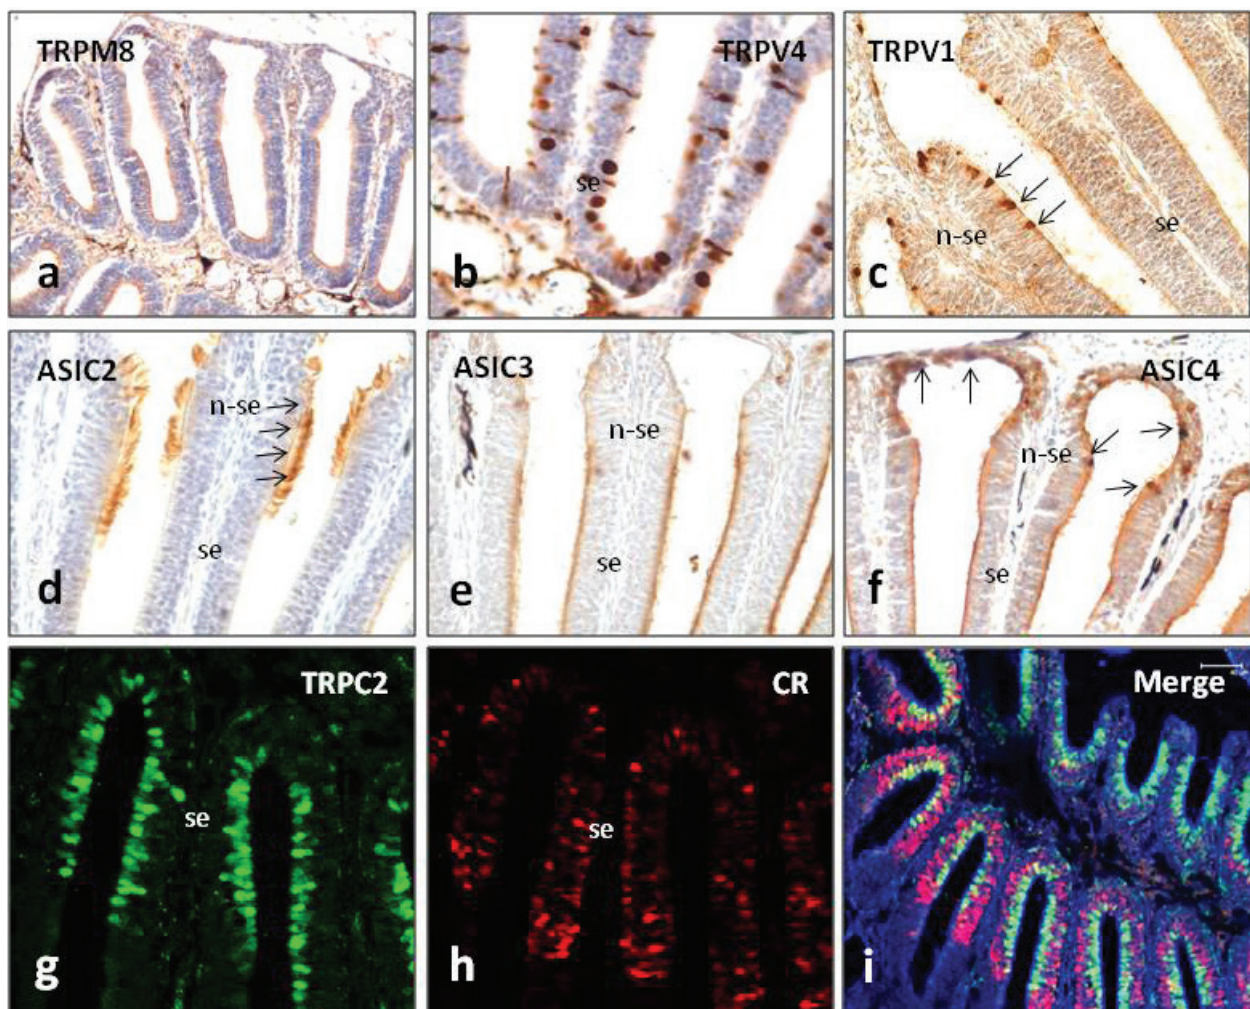 TRPM8
a
TRPV4
se
b
TRPV1
n-se
se
c
ASIC2
n-se
se
d
ASIC3
n-se
se
e
ASIC4
n-se
se
f
TRPC2
se
g
CR
se
h
Merge
i